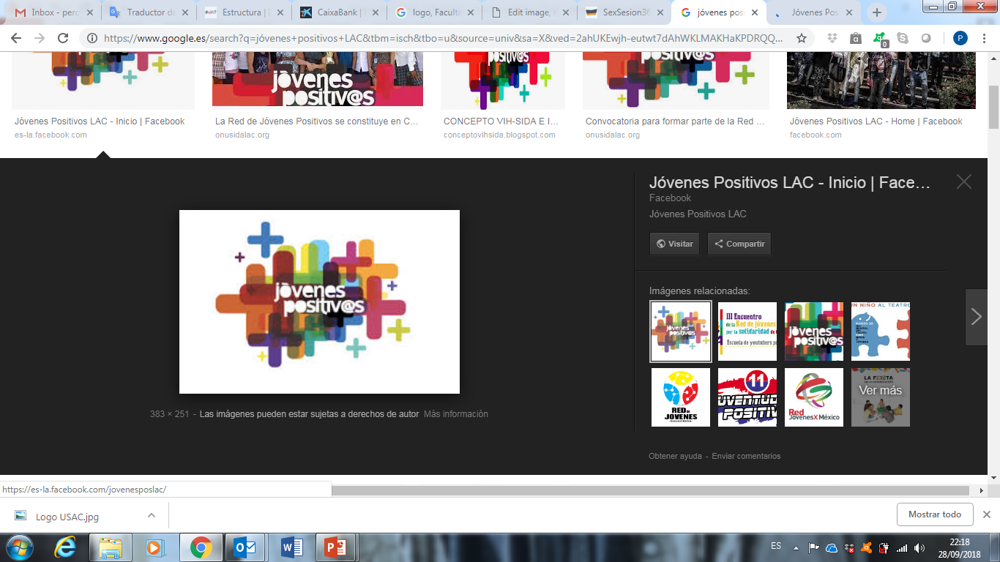 Inbox - perc
Traductor de
Estructura |
CaixaBank |
logo, Faculta
Edit image, r
SexSesion36
jóvenes pos
Jóvenes Pos
https://www.google.es/search?q=jóvenes+positivos+LAC&tbm=isch&tbo=u&source=univ&sa=X&ved=2ahUKEwjh-eutwt7dAhWKLMAKHaKPDRQQ...
0
P
jóvenes
positiv@s
Jóvenes Positivos LAC - Inicio | Facebook
es-la.facebook.com
La Red de Jóvenes Positivos se constituye en C...
onusidalac.org
CONCEPTO VIH-SIDA E I...
conceptovihsida.blogspot.com
Convocatoria para formar parte de la Red ...
onusidalac.org
Jóvenes Positivos LAC - Home | Facebook
facebook.com
jóvenes
positiv@s
383 × 251 - Las imágenes pueden estar sujetas a derechos de autor Más información
Jóvenes Positivos LAC - Inicio | Face...
Facebook
Jóvenes Positivos LAC
Visitar
Compartir
Imágenes relacionadas:
III Encuentro
de la Red de jóvenes
por la solidaridad de
Escuela de youtubers
jóvenes
positiv@s
UN NIÑO AL TEATRO
RED DE
JOVENES
11
JUVENTUD
POSITIV
Red
JóvenesXMéxico
Ver más
Obtener ayuda - Enviar comentarios
https://es-la.facebook.com/jovenesposlac/
Logo USAC.jpg
Mostrar todo
ES
22:18
28/09/2018